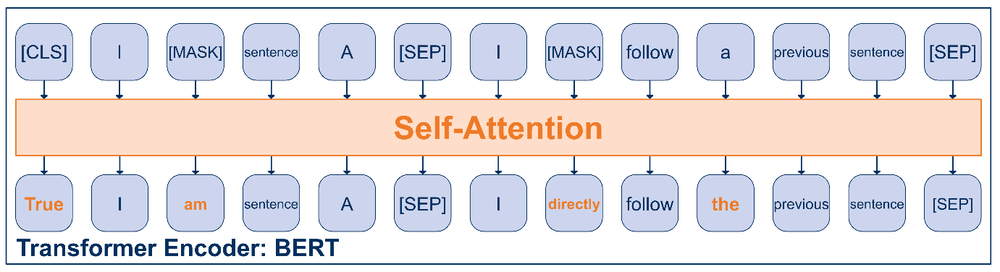 [CLS] I [MASK] sentence A [SEP] I [MASK] follow a previous sentence [SEP]
Self-Attention
True I am sentence A [SEP] I directly follow the previous sentence [SEP]
Transformer Encoder: BERT